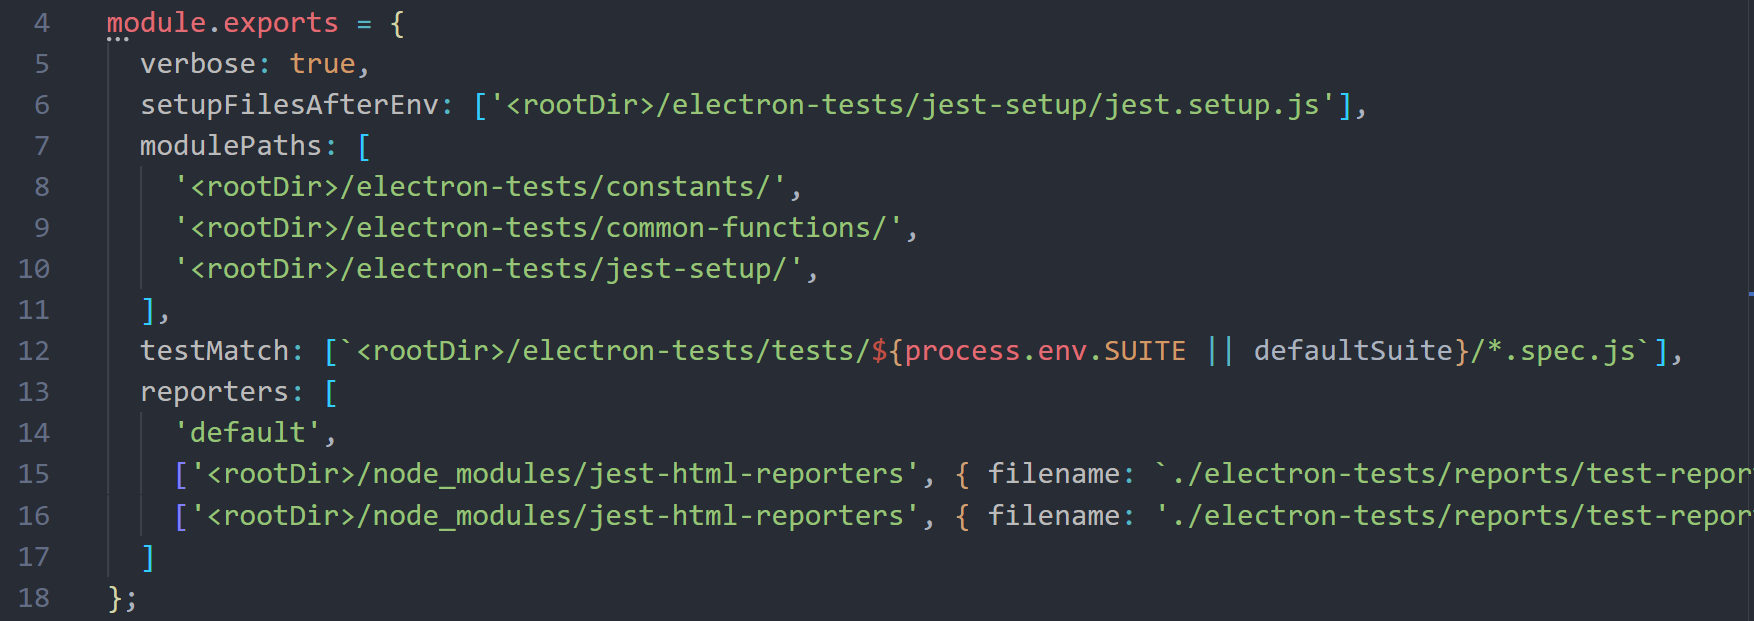 4 module.exports = {
5 verbose: true,
6 setupFilesAfterEnv: ['<rootDir>/electron-tests/jest-setup/jest.setup.js'],
7 modulePaths: [
8 '<rootDir>/electron-tests/constants/',
9 '<rootDir>/electron-tests/common-functions/',
10 '<rootDir>/electron-tests/jest-setup/',
11 ],
12 testMatch: [`<rootDir>/electron-tests/tests/${process.env.SUITE || defaultSuite}/*.spec.js`],
13 reporters: [
14 'default',
15 ['<rootDir>/node_modules/jest-html-reporters', { filename: `./electron-tests/reports/test-repor
16 ['<rootDir>/node_modules/jest-html-reporters', { filename: './electron-tests/reports/test-repor
17 ]
18 };